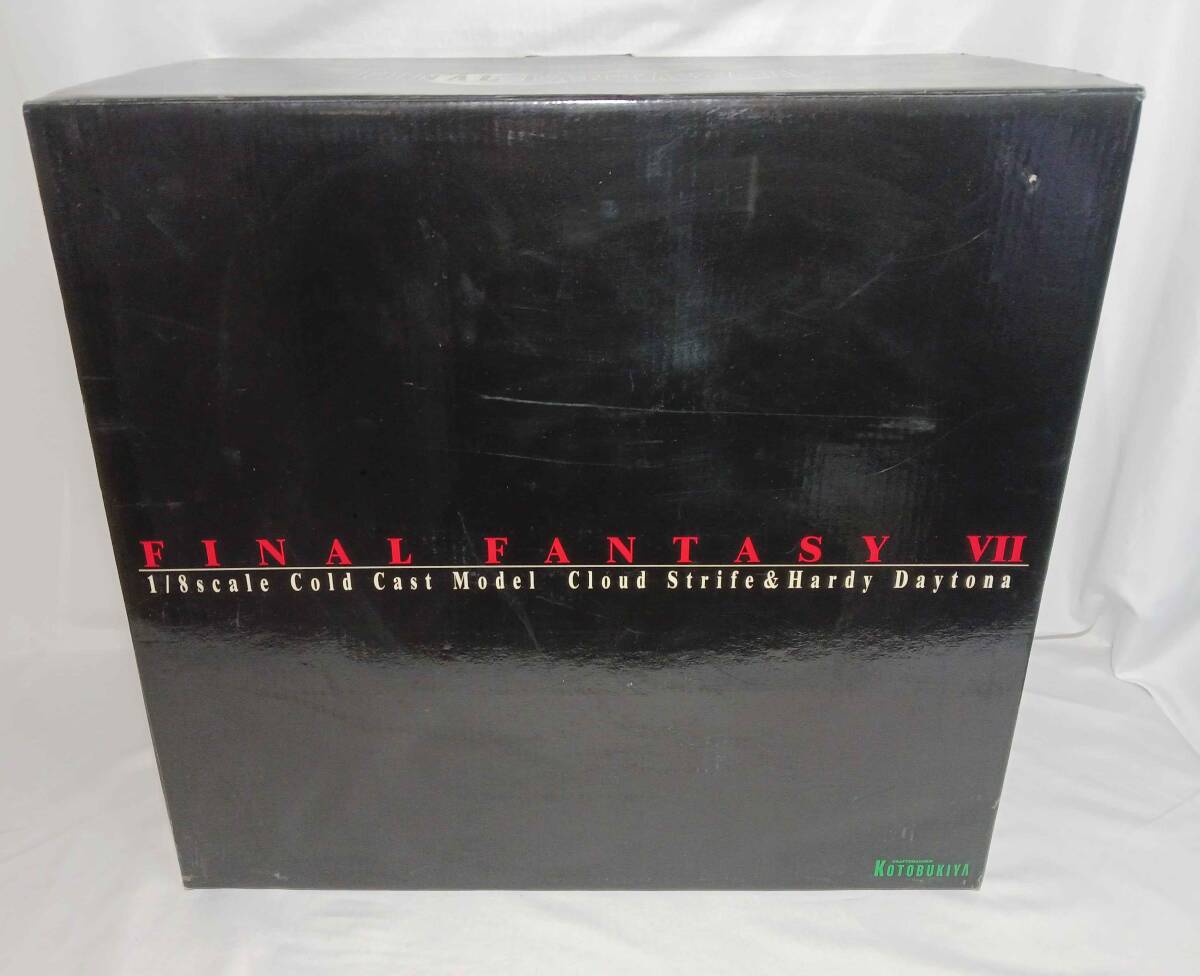 FINAL FANTASY VII
1/8scale Cold Cast Model Cloud Strife&Hardy Daytona
KOTOBUKIYA